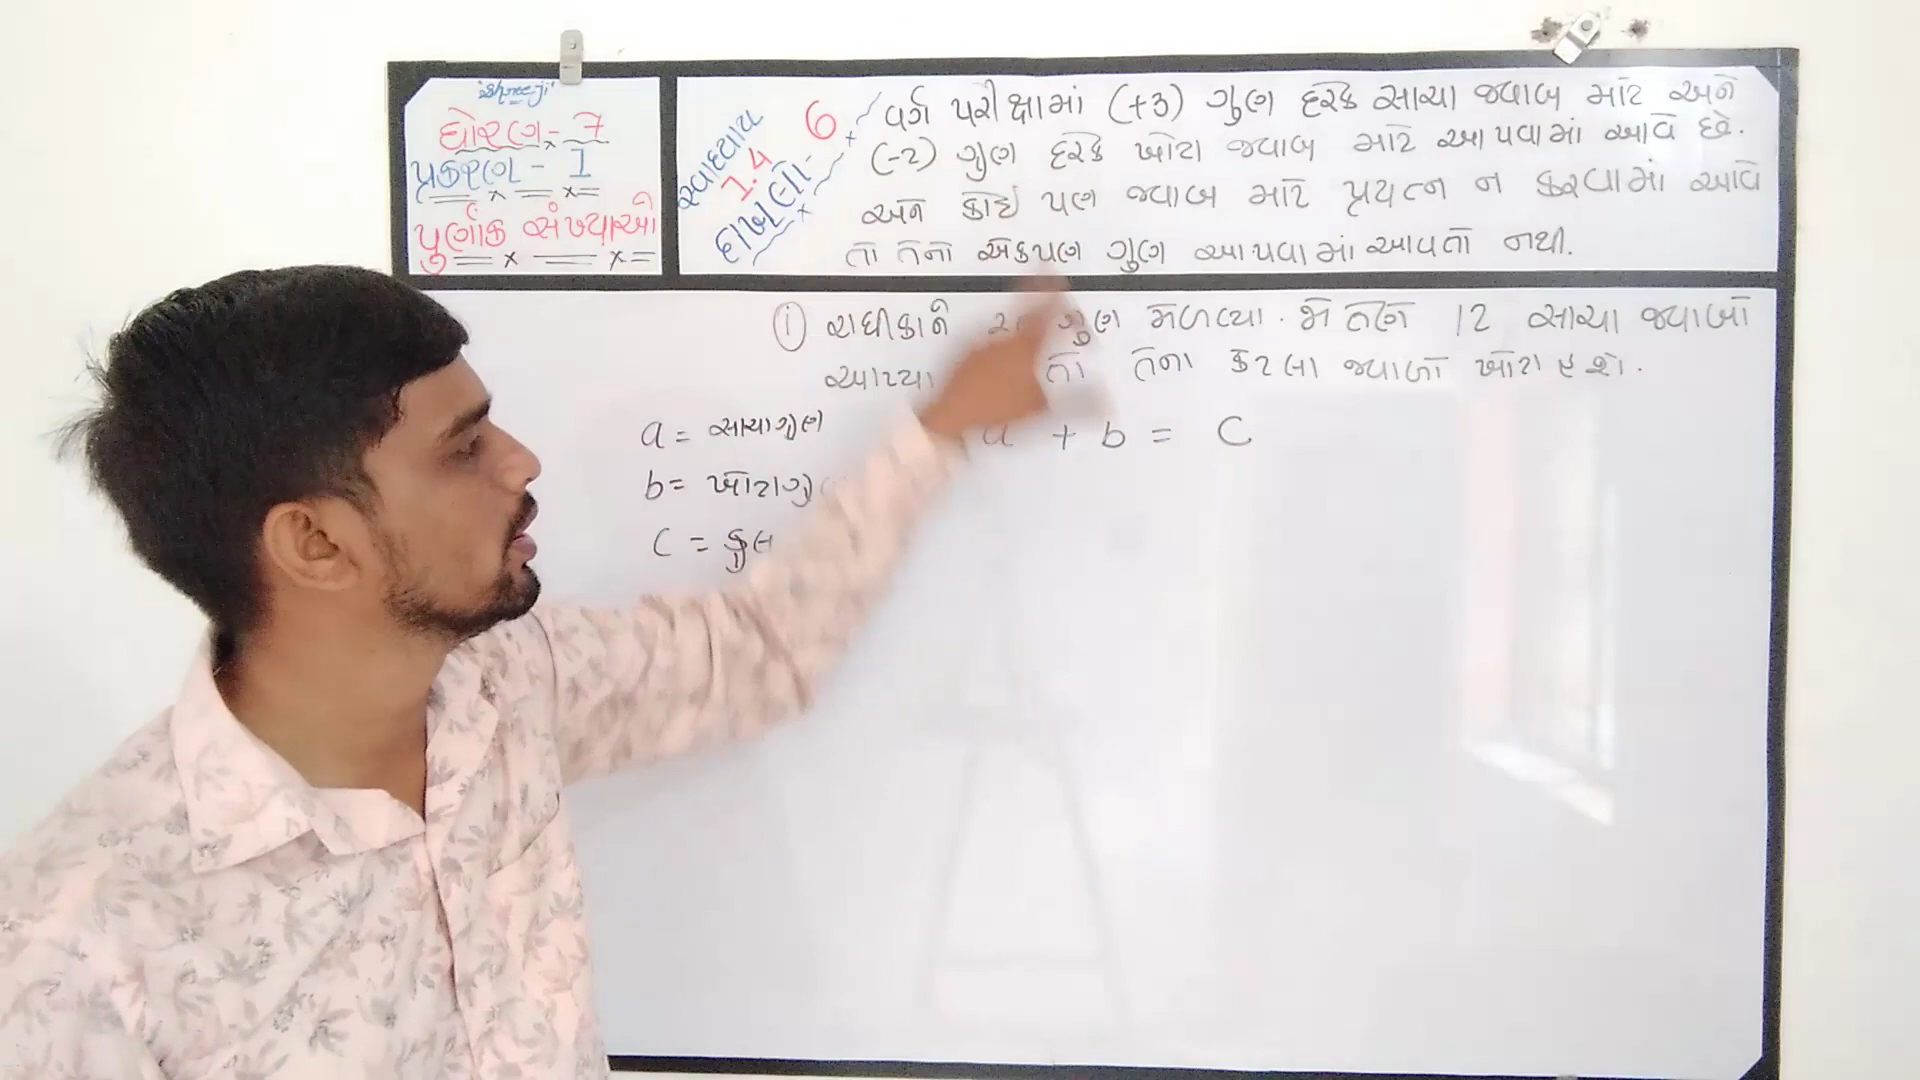 Shreeji
ધોરણ - 7
પ્રકરણ - 1
પુર્ણાંક સંખ્યાઓ
સ્વાધ્યાય
1.4
દાખલો - 6
વર્ગ પરીક્ષામાં (+3) ગુણ દરેક સાચા જવાબ માટે અને
(-2) ગુણ દરેક ખોટા જવાબ માટે આપવામાં આવે છે.
અને કોઈ પણ જવાબ માટે પ્રયત્ન ન કરવામાં આવે
તો તેના એકપણ ગુણ આપવામાં આવતો નથી.
(i) રાધીકાને ગુણ મળ્યા. જો તેણે 12 સાચા જવાબો
આપ્યા તો તેના કેટલા જવાબો ખોટા હશે.
a = સાચાગુણ
a + b = c
b = ખોટાગુ
c = કુલ